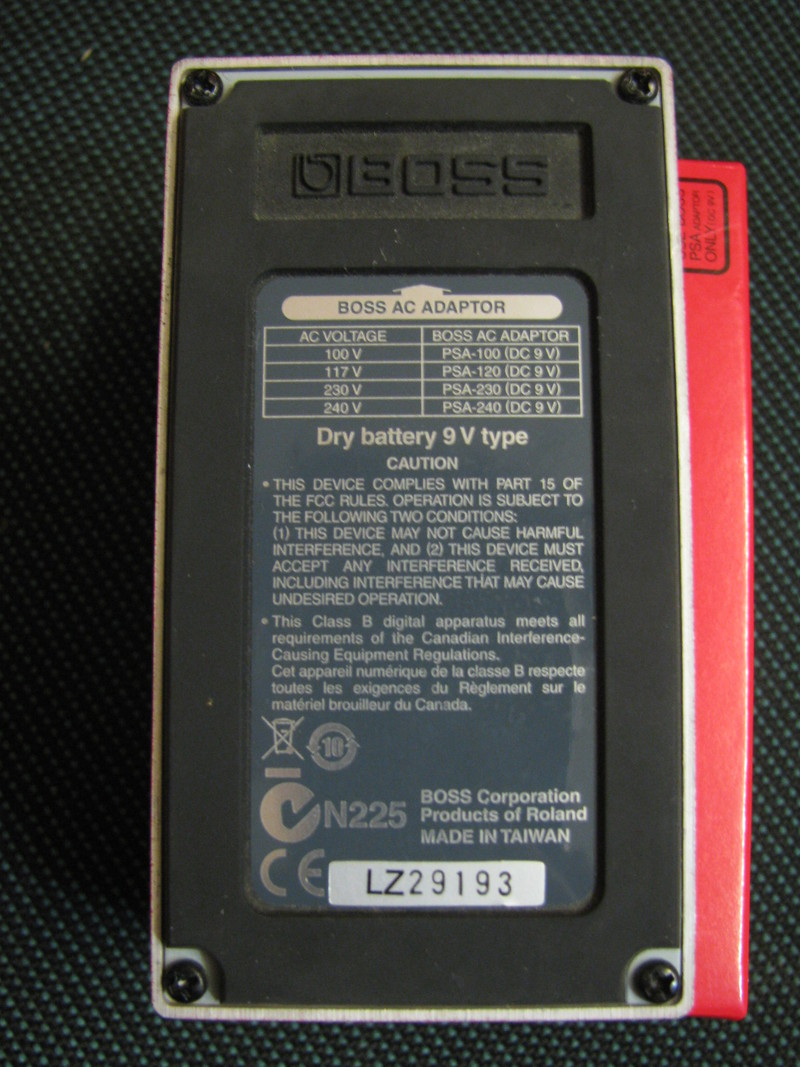 BOSS
PSA ADAPTOR
ONLY (DC 9V)
BOSS AC ADAPTOR
AC VOLTAGE BOSS AC ADAPTOR
100 V PSA-100 (DC 9 V)
117 V PSA-120 (DC 9 V)
230 V PSA-230 (DC 9 V)
240 V PSA-240 (DC 9 V)
Dry battery 9 V type
CAUTION
• THIS DEVICE COMPLIES WITH PART 15 OF
THE FCC RULES. OPERATION IS SUBJECT TO
THE FOLLOWING TWO CONDITIONS:
(1) THIS DEVICE MAY NOT CAUSE HARMFUL
INTERFERENCE, AND (2) THIS DEVICE MUST
ACCEPT ANY INTERFERENCE RECEIVED,
INCLUDING INTERFERENCE THAT MAY CAUSE
UNDESIRED OPERATION.
• This Class B digital apparatus meets all
requirements of the Canadian Interference-
Causing Equipment Regulations.
Cet appareil numérique de la classe B respecte
toutes les exigences du Règlement sur le
matériel brouilleur du Canada.
10
N225
BOSS Corporation
Products of Roland
MADE IN TAIWAN
CE
LZ29193